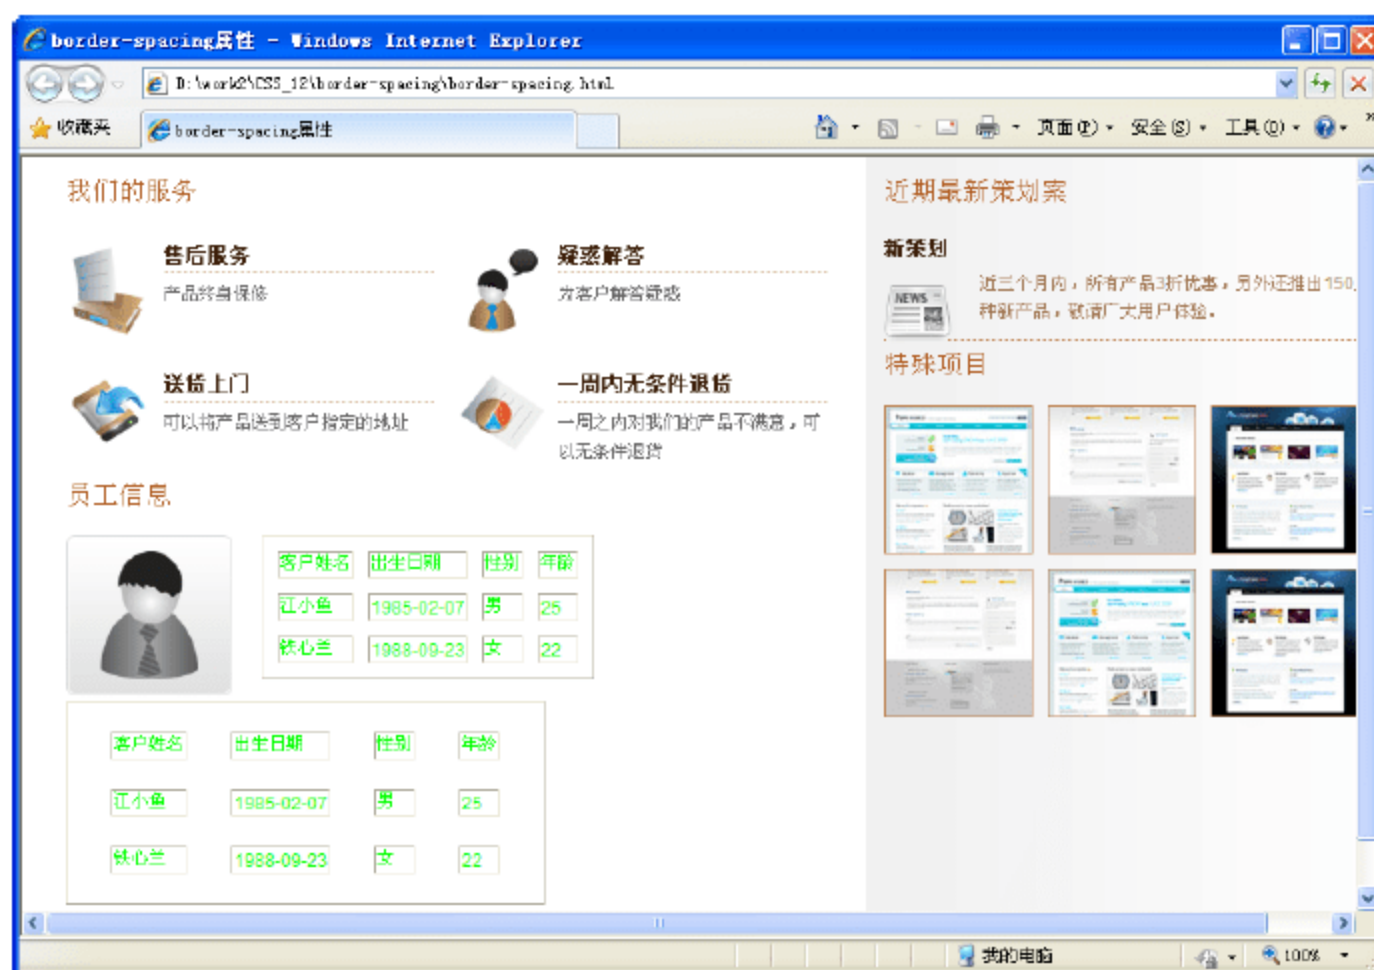 border-spacing属性 - Windows Internet Explorer
D:\work2\CSS_12\border-spacing\border-spacing.html
收藏夹
border-spacing属性
页面(P)
安全(S)
工具(O)
我们的服务
售后服务
产品终身保修
疑惑解答
为客户解答疑惑
送货上门
可以将产品送到客户指定的地址
一周内无条件退货
一周之内对我们的产品不满意，可
以无条件退货
员工信息
客户姓名 出生日期 性别 年龄
江小鱼 1985-02-07 男 25
铁心兰 1988-09-23 女 22
客户姓名 出生日期 性别 年龄
江小鱼 1985-02-07 男 25
铁心兰 1988-09-23 女 22
近期最新策划案
新策划
NEWS
近三个月内，所有产品3折优惠，另外还推出150
种新产品，敬请广大用户体验。
特殊项目
我的电脑
100%